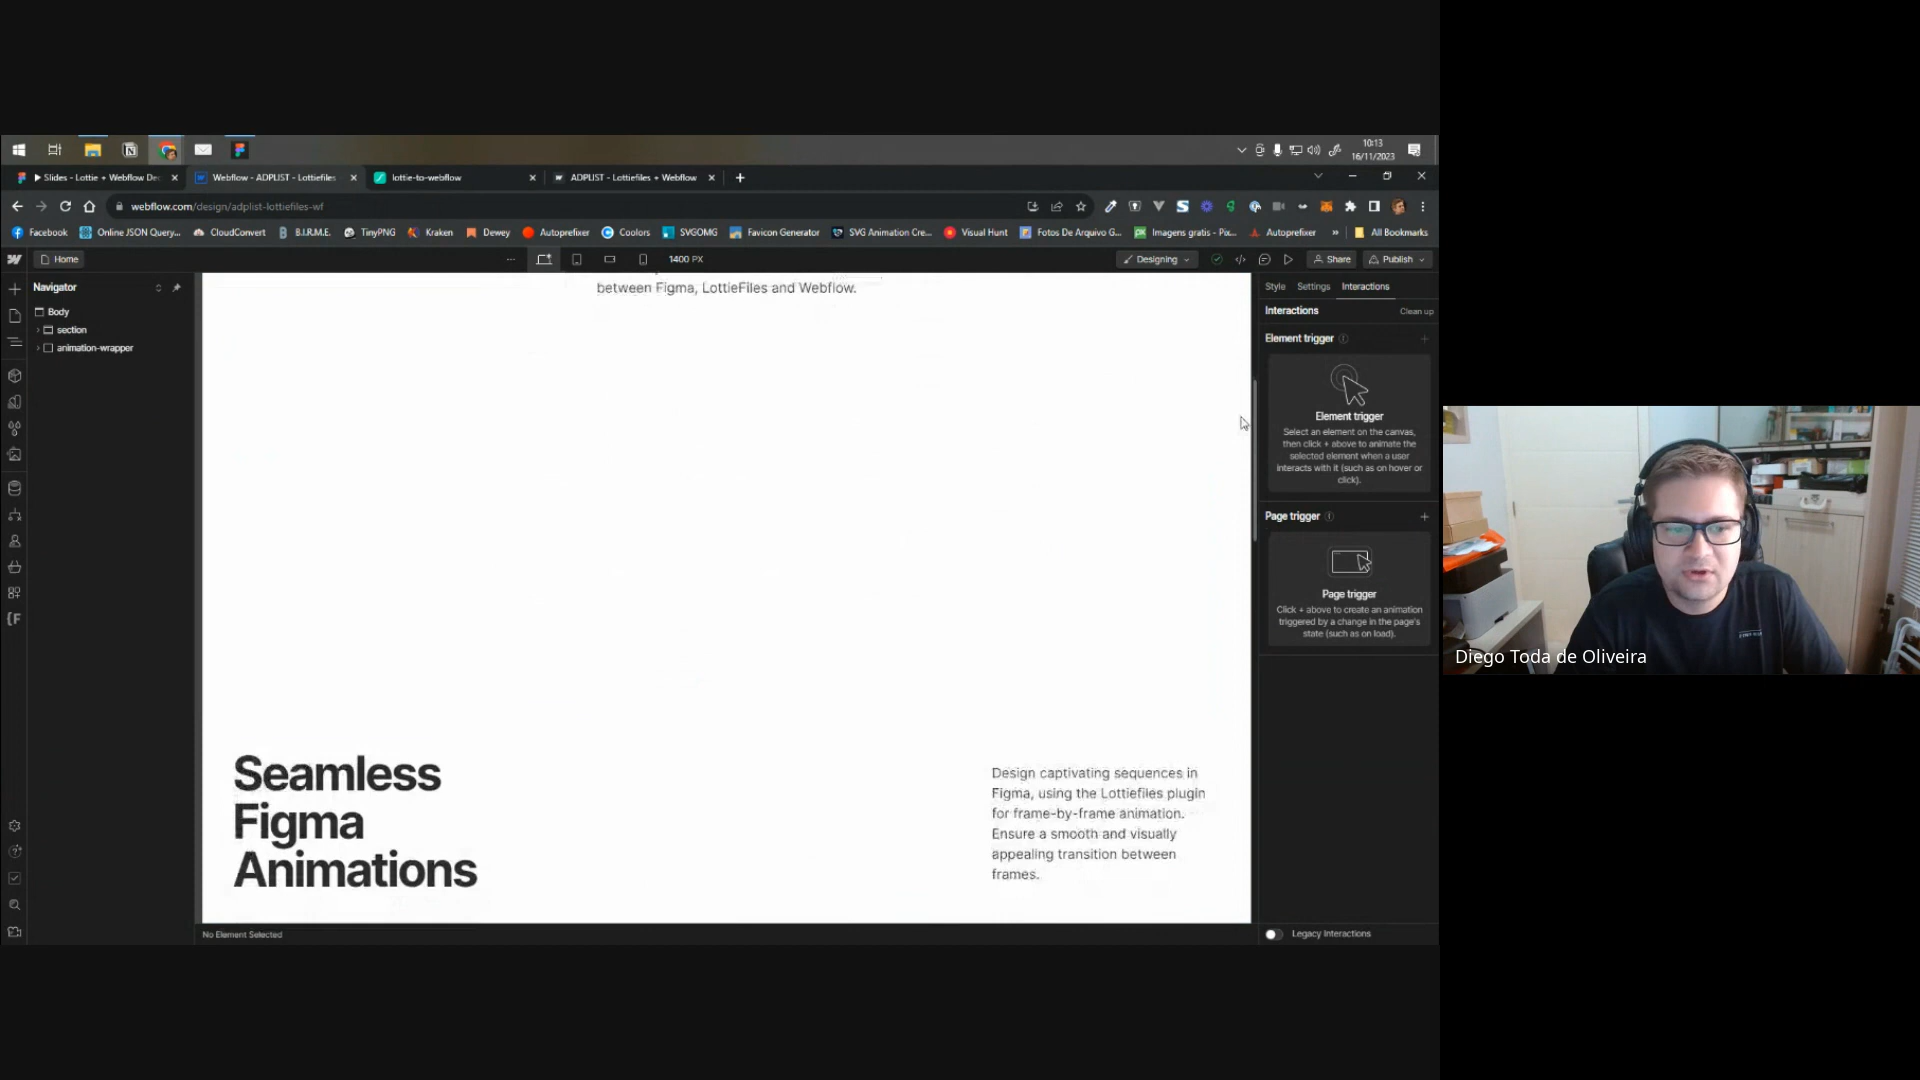 10:13
16/11/2023
Slides - Lottie + Webflow De
Webflow - ADPLIST - Lottiefiles
lottie-to-webflow
ADPLIST - Lottiefiles + Webflow
webflow.com/design/adplist-lottiefiles-wf
Facebook
Online JSON Query...
CloudConvert
B.I.R.M.E.
TinyPNG
Kraken
Dewey
Autoprefixer
Coolors
SVGOMG
Favicon Generator
SVG Animation Cre...
Visual Hunt
Fotos De Arquivo G...
Imagens gratis - Pix...
Autoprefixer
»
All Bookmarks
Home
1400 PX
Designing
Share
Publish
Navigator
Body
section
animation-wrapper
between Figma, LottieFiles and Webflow.
Seamless
Figma
Animations
Design captivating sequences in
Figma, using the Lottiefiles plugin
for frame-by-frame animation.
Ensure a smooth and visually
appealing transition between
frames.
No Element Selected
Style
Settings
Interactions
Interactions
Clean up
Element trigger
Element trigger
Select an element on the canvas,
then click + above to animate the
selected element when a user
interacts with it (such as on hover or
click).
Page trigger
Page trigger
Click + above to create an animation
triggered by a change in the page's
state (such as on load).
Legacy Interactions
Diego Toda de Oliveira